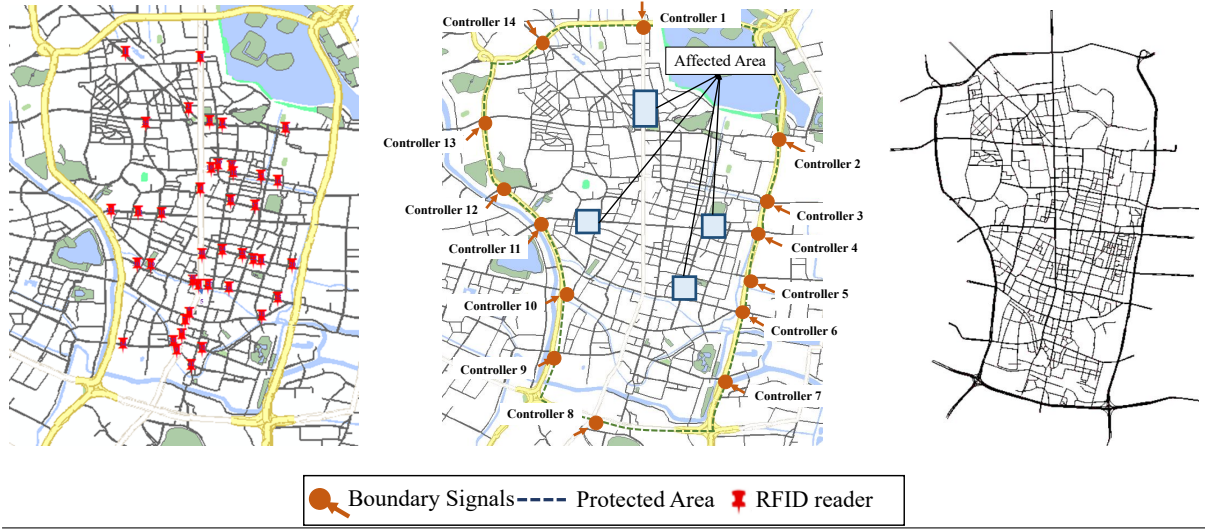 Controller 14
Controller 1
Affected Area
Controller 13
Controller 2
Controller 12
Controller 3
Controller 11
Controller 4
Controller 10
Controller 5
Controller 6
Controller 9
Controller 7
Controller 8
Boundary Signals
Protected Area
RFID reader